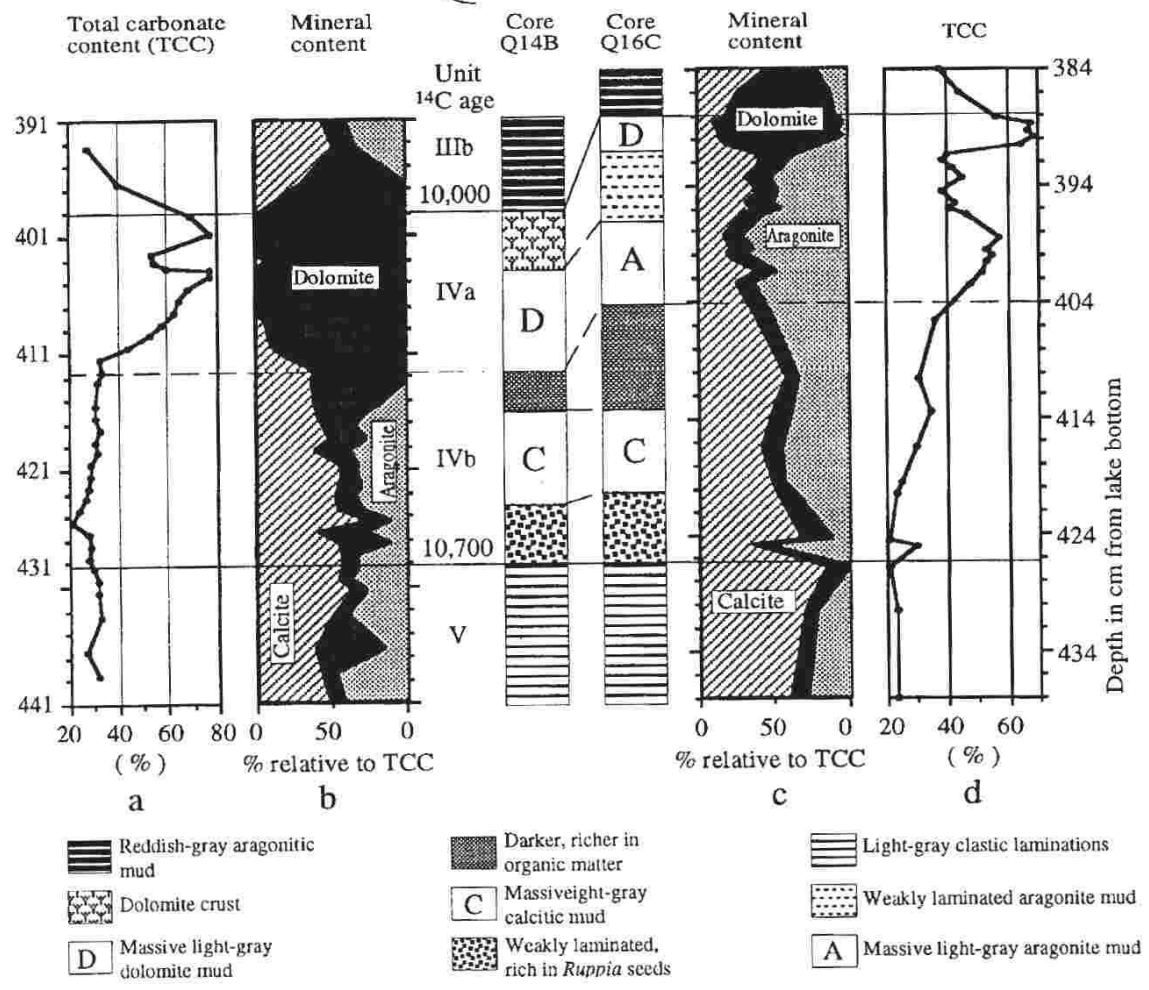 Total carbonate
content (TCC)
Mineral
content
Core
Q14B
Core
Q16C
Mineral
content
TCC
Unit
¹⁴C age
IIIb
10,000
IVa
IVb
10,700
V
391
401
411
421
431
441
20 40 60 80
( % )
a
Dolomite
Aragonite
Calcite
0 50 0
% relative to TCC
b
D
C
D
A
C
Dolomite
Aragonite
Calcite
0 50 0
% relative to TCC
c
20 40 60
( % )
d
384
394
404
414
424
434
Depth in cm from lake bottom
Reddish-gray aragonitic
mud
Dolomite crust
D
Massive light-gray
dolomite mud
Darker, richer in
organic matter
C
Massiveight-gray
calcitic mud
Weakly laminated,
rich in Ruppia seeds
Light-gray clastic laminations
Weakly laminated aragonite mud
A
Massive light-gray aragonite mud